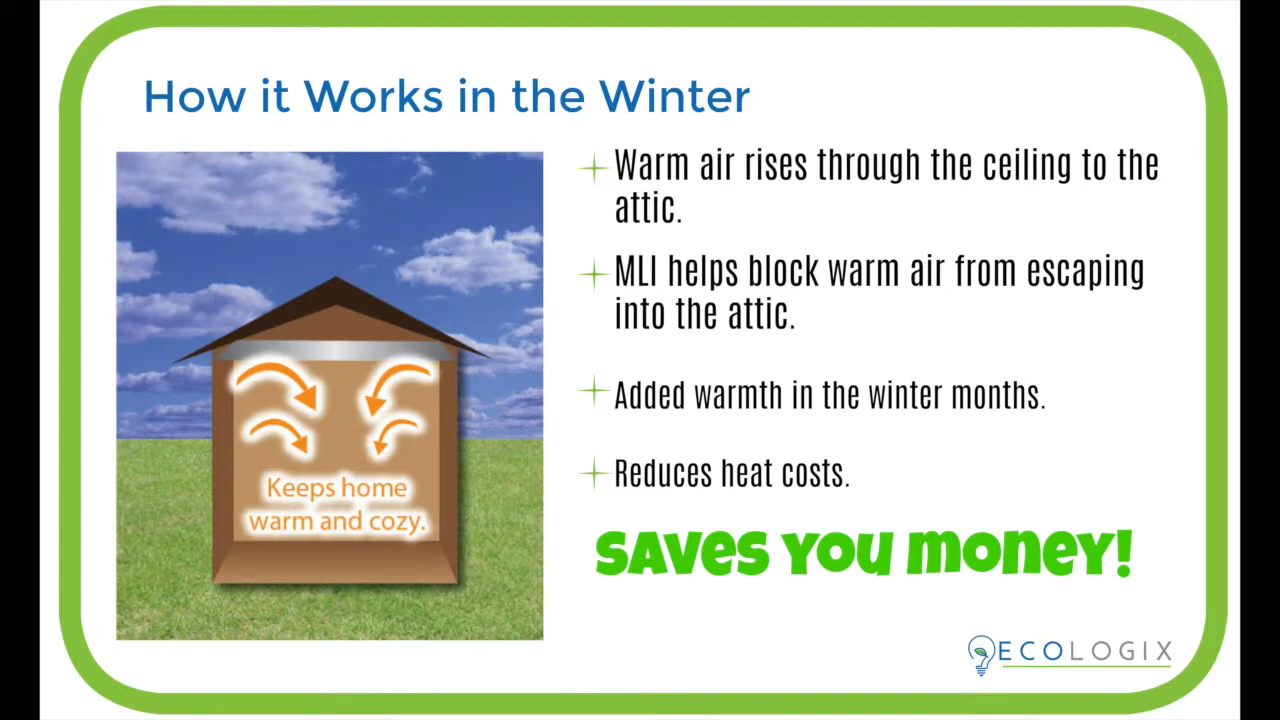 How it Works in the Winter
Warm air rises through the ceiling to the
attic.
MLI helps block warm air from escaping
into the attic.
Added warmth in the winter months.
Reduces heat costs.
Keeps home
warm and cozy.
SAVES YOU MONEY!
ECOLOGIX